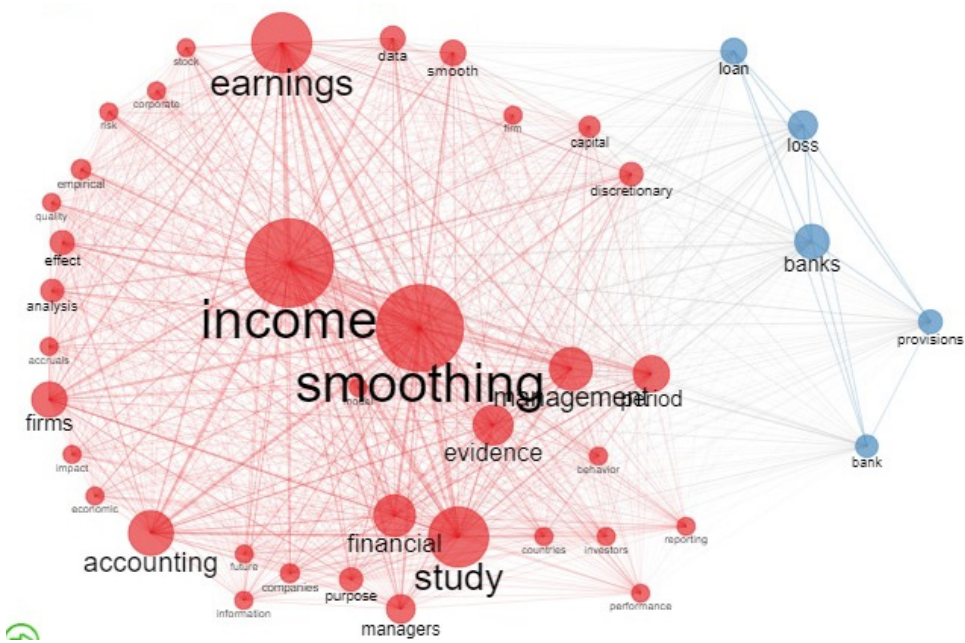 stock
data
smooth
loan
earnings
corporate
risk
firm
capital
loss
empirical
discretionary
quality
effect
banks
analysis
income
provisions
accruals
smoothing
model
management
period
firms
evidence
bank
impact
behavior
economic
accounting
financial
study
countries
investors
reporting
future
companies
purpose
information
managers
performance